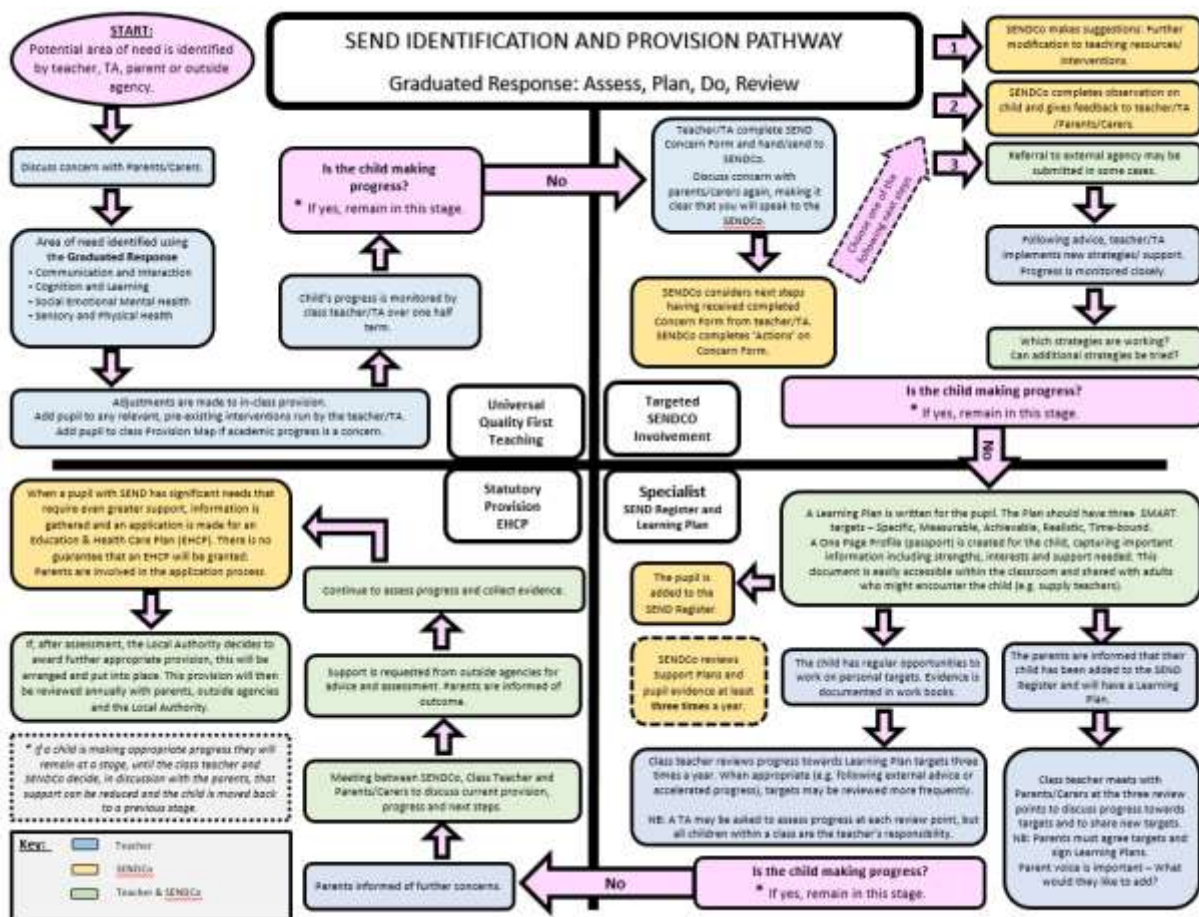 START:
Potential area of need is identified
by teacher, TA, parent or outside
agency.
SEND IDENTIFICATION AND PROVISION PATHWAY
Graduated Response: Assess, Plan, Do, Review
Discuss concern with Parents/Carers.
Area of need identified using
the Graduated Response
• Communication and Interaction
• Cognition and Learning
• Social Emotional Mental Health
• Sensory and Physical Health
Adjustments are made to in-class provision.
Add pupil to any relevant, pre-existing interventions run by the teacher/TA.
Add pupil to class Provision Map if academic progress is a concern.
Child's progress is monitored by
class teacher/TA over one half
term.
Is the child making
progress?
* If yes, remain in this stage.
No
Universal
Quality First
Teaching
Teacher/TA complete SEND
Concern Form and hand/send to
SENDCo.
Discuss concern with
parents/carers again, making it
clear that you will speak to the
SENDCo.
SENDCo considers next steps
having received completed
Concern Form from teacher/TA.
SENDCo completes 'Actions' on
Concern Form.
Choose one of the
following next steps
1
SENDCo makes suggestions: Further
modification to teaching resources/
interventions.
2
SENDCo completes observation on
child and gives feedback to teacher/TA
/Parents/Carers.
3
Referral to external agency may be
submitted in some cases.
Following advice, teacher/TA
implements new strategies/ support.
Progress is monitored closely.
Which strategies are working?
Can additional strategies be tried?
Is the child making progress?
* If yes, remain in this stage.
No
Targeted
SENDCO
Involvement
Specialist
SEND Register and
Learning Plan
A Learning Plan is written for the pupil. The Plan should have three SMART
targets – Specific, Measurable, Achievable, Realistic, Time-bound.
A One Page Profile (passport) is created for the child, capturing important
information including strengths, interests and support needed. This
document is easily accessible within the classroom and shared with adults
who might encounter the child (e.g. supply teachers).
The pupil is
added to the
SEND Register.
SENDCo reviews
Support Plans and
pupil evidence at least
three times a year.
The child has regular opportunities to
work on personal targets. Evidence is
documented in work books.
The parents are informed that their
child has been added to the SEND
Register and will have a Learning
Plan.
Class teacher reviews progress towards Learning Plan targets three
times a year. When appropriate (e.g. following external advice or
accelerated progress), targets may be reviewed more frequently.
NB: A TA may be asked to assess progress at each review point, but
all children within a class are the teacher's responsibility.
Class teacher meets with
Parents/Carers at the three review
points to discuss progress towards
targets and to share new targets.
NB: Parents must agree targets and
sign Learning Plans.
Parent voice is important – What
would they like to add?
Is the child making progress?
* If yes, remain in this stage.
No
Statutory
Provision
EHCP
Parents informed of further concerns.
Meeting between SENDCo, Class Teacher and
Parents/Carers to discuss current provision,
progress and next steps.
Support is requested from outside agencies for
advice and assessment. Parents are informed of
outcome.
Continue to assess progress and collect evidence.
When a pupil with SEND has significant needs that
require even greater support, information is
gathered and an application is made for an
Education & Health Care Plan (EHCP). There is no
guarantee that an EHCP will be granted.
Parents are involved in the application process.
If, after assessment, the Local Authority decides to
award further appropriate provision, this will be
arranged and put into place. This provision will then
be reviewed annually with parents, outside agencies
and the Local Authority.
* If a child is making appropriate progress they will
remain at a stage, until the class teacher and
SENDCo decide, in discussion with the parents, that
support can be reduced and the child is moved back
to a previous stage.
Key:
Teacher
SENDCo
Teacher & SENDCo